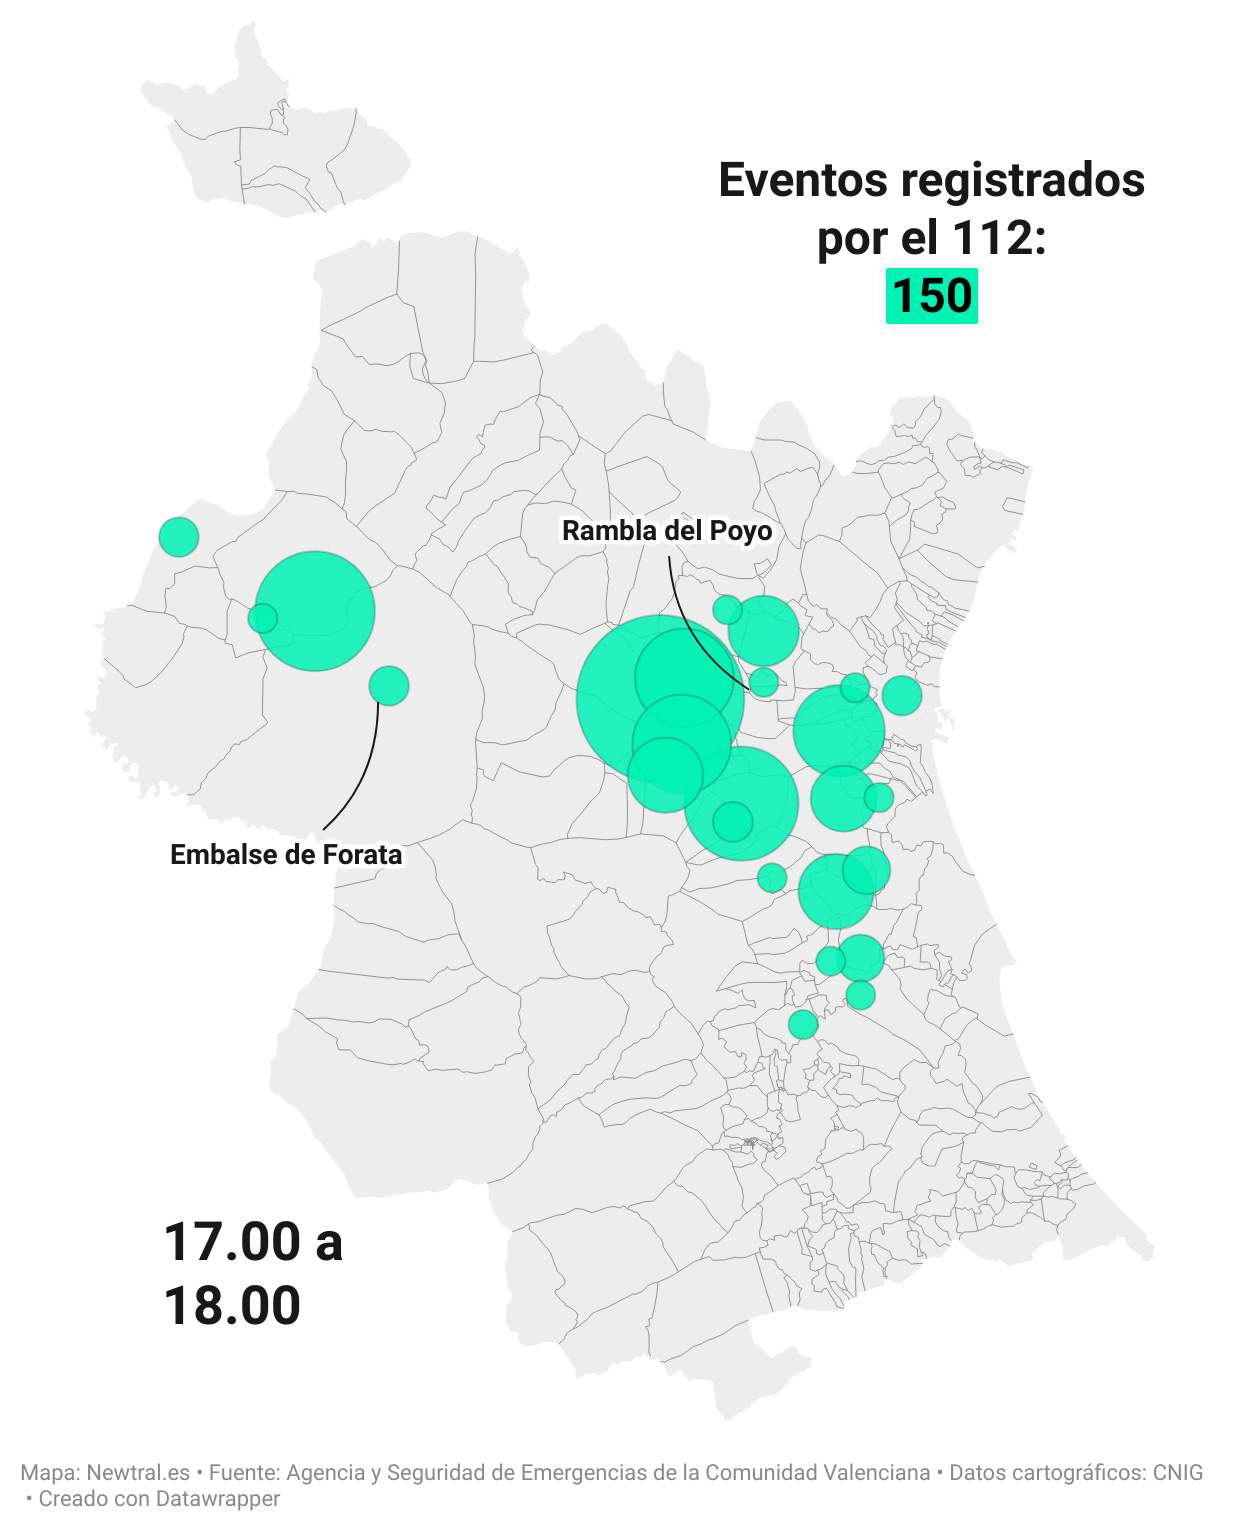 Eventos registrados
por el 112:
150
Rambla del Poyo
Embalse de Forata
17.00 a
18.00
Mapa: Newtral.es • Fuente: Agencia y Seguridad de Emergencias de la Comunidad Valenciana • Datos cartográficos: CNIG
• Creado con Datawrapper